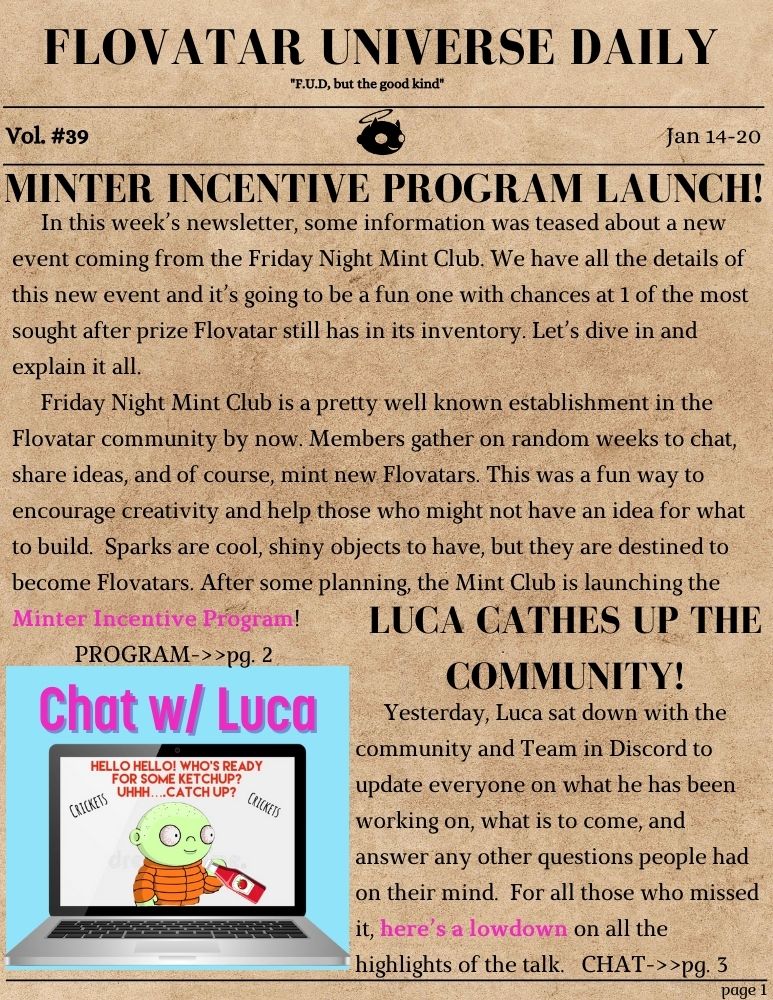 FLOVATAR UNIVERSE DAILY
"F.U.D, but the good kind"
Vol. #39
Jan 14-20
MINTER INCENTIVE PROGRAM LAUNCH!
In this week's newsletter, some information was teased about a new
event coming from the Friday Night Mint Club. We have all the details of
this new event and it's going to be a fun one with chances at 1 of the most
sought after prize Flovatar still has in its inventory. Let's dive in and
explain it all.
Friday Night Mint Club is a pretty well known establishment in the
Flovatar community by now. Members gather on random weeks to chat,
share ideas, and of course, mint new Flovatars. This was a fun way to
encourage creativity and help those who might not have an idea for what
to build. Sparks are cool, shiny objects to have, but they are destined to
become Flovatars. After some planning, the Mint Club is launching the
Minter Incentive Program!
PROGRAM->>pg. 2
Chat w/ Luca
HELLO HELLO! WHO'S READY
FOR SOME KETCHUP?
UHHH....CATCH UP?
CRICKETS
CRICKETS
LUCA CATHES UP THE
COMMUNITY!
Yesterday, Luca sat down with the
community and Team in Discord to
update everyone on what he has been
working on, what is to come, and
answer any other questions people had
on their mind. For all those who missed
it, here's a lowdown on all the
highlights of the talk. CHAT->>pg. 3
page 1